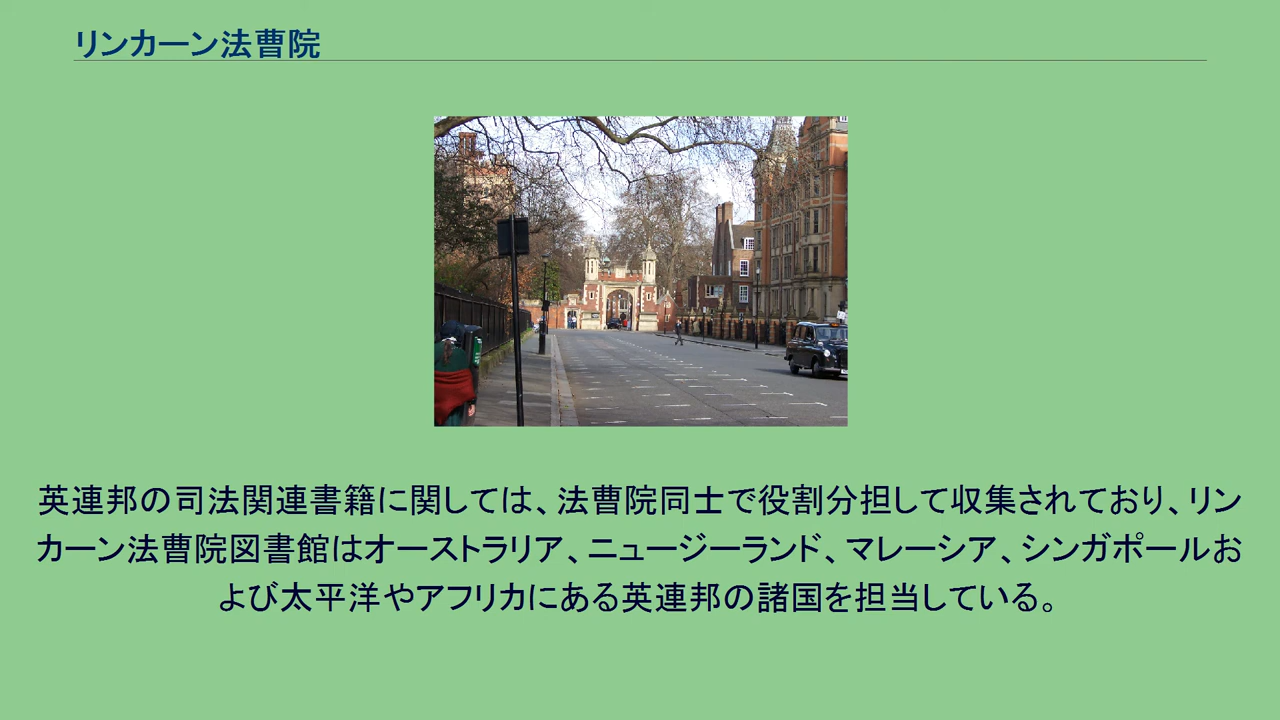 リンカーン法曹院
英連邦の司法関連書籍に関しては、法曹院同士で役割分担して収集されており、リン
カーン法曹院図書館はオーストラリア、ニュージーランド、マレーシア、シンガポールお
よび太平洋やアフリカにある英連邦の諸国を担当している。